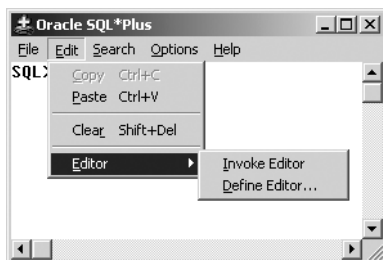 Oracle SQL*Plus
File Edit Search Options Help
SQL>
Copy Ctrl+C
Paste Ctrl+V
Clear Shift+Del
Editor
Invoke Editor
Define Editor...